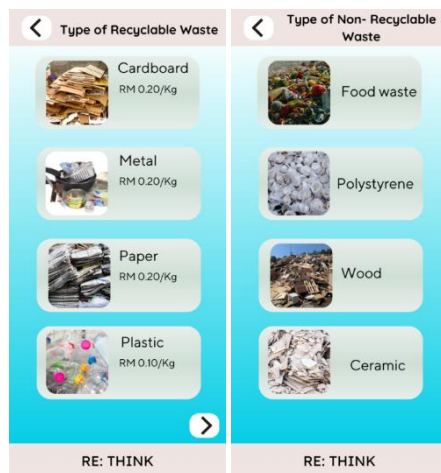 Type of Recyclable Waste
Cardboard
RM 0.20/Kg
Metal
RM 0.20/Kg
Paper
RM 0.20/Kg
Plastic
RM 0.10/Kg
RE: THINK
Type of Non- Recyclable
Waste
Food waste
Polystyrene
Wood
Ceramic
RE: THINK